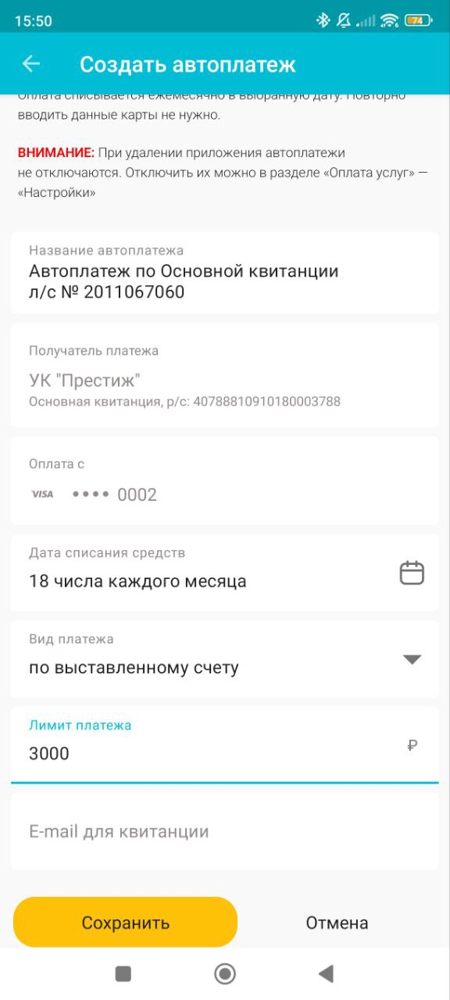 15:50
74
Создать автоплатеж
Оплата списывается ежемесячно в выбранную дату. Повторно
вводить данные карты не нужно.
ВНИМАНИЕ: При удалении приложения автоплатежи
не отключаются. Отключить их можно в разделе «Оплата услуг» —
«Настройки»
Название автоплатежа
Автоплатеж по Основной квитанции
л/с № 2011067060
Получатель платежа
УК "Престиж"
Основная квитанция, р/с: 40788810910180003788
Оплата с
VISA •••• 0002
Дата списания средств
18 числа каждого месяца
Вид платежа
по выставленному счету
Лимит платежа
3000 ₽
E-mail для квитанции
Сохранить Отмена